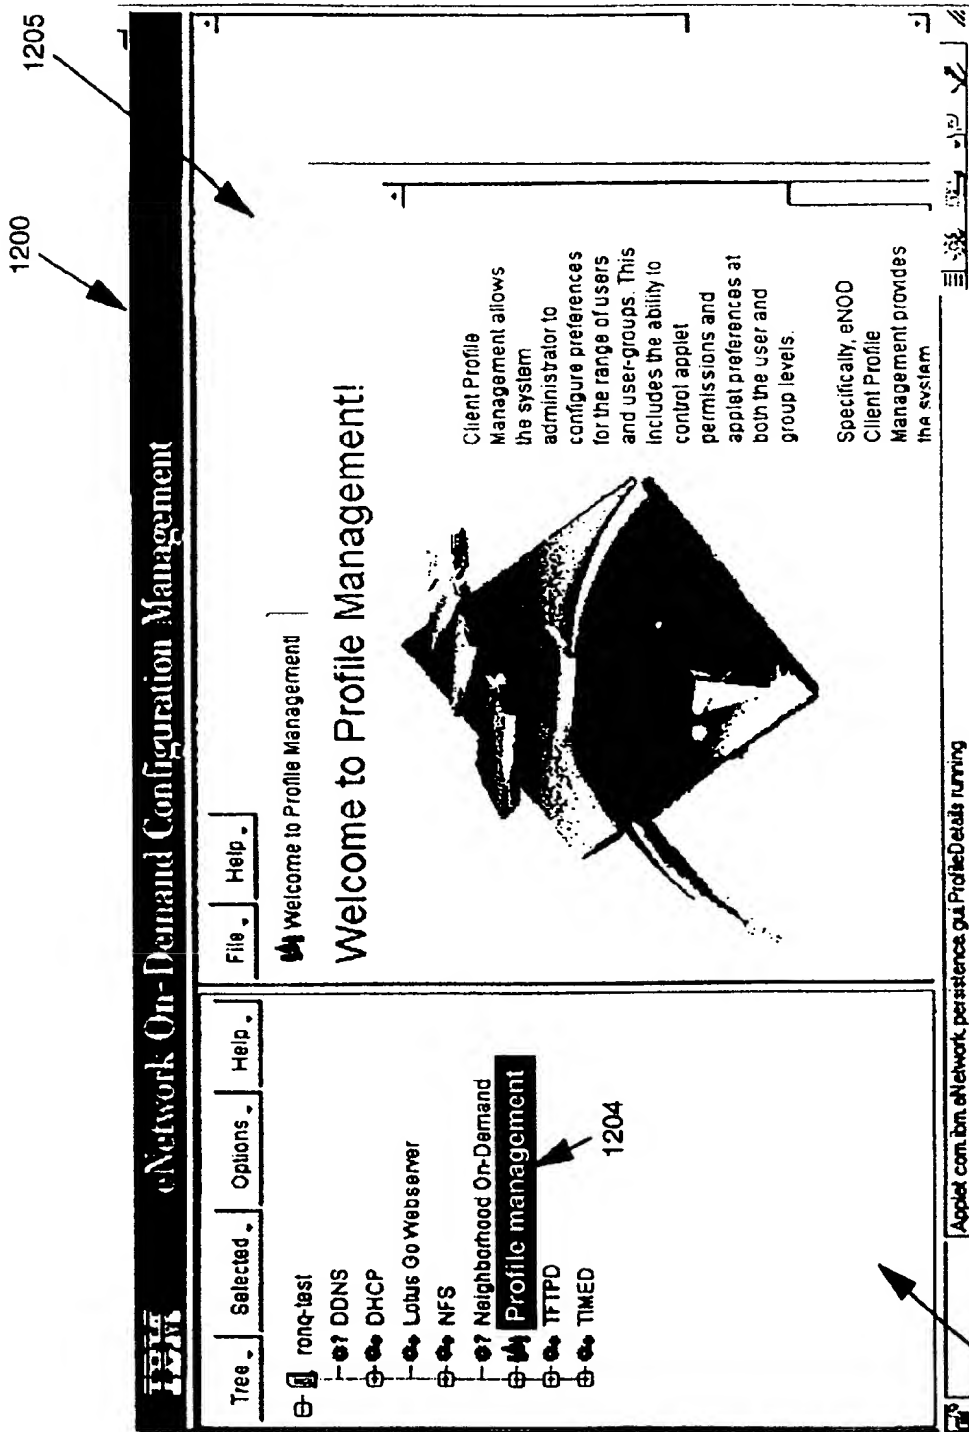 1200
1205
IBM
eNetwork On-Demand Configuration Management
Tree
Selected
Options
Help
ronq-test
? DDNS
DHCP
Lotus Go Webserver
NFS
? Neighborhood On-Demand
Profile management
TFTPD
TIMED
1204
File
Help
Welcome to Profile Management!
Welcome to Profile Management!
Client Profile
Management allows
the system
administrator to
configure preferences
for the range of users
and user-groups. This
includes the ability to
control applet
permissions and
applet preferences at
both the user and
group levels.
Specifically, eNOD
Client Profile
Management provides
the system
Applet com.ibm.eNetwork.persistence.gui.ProfileDetails running